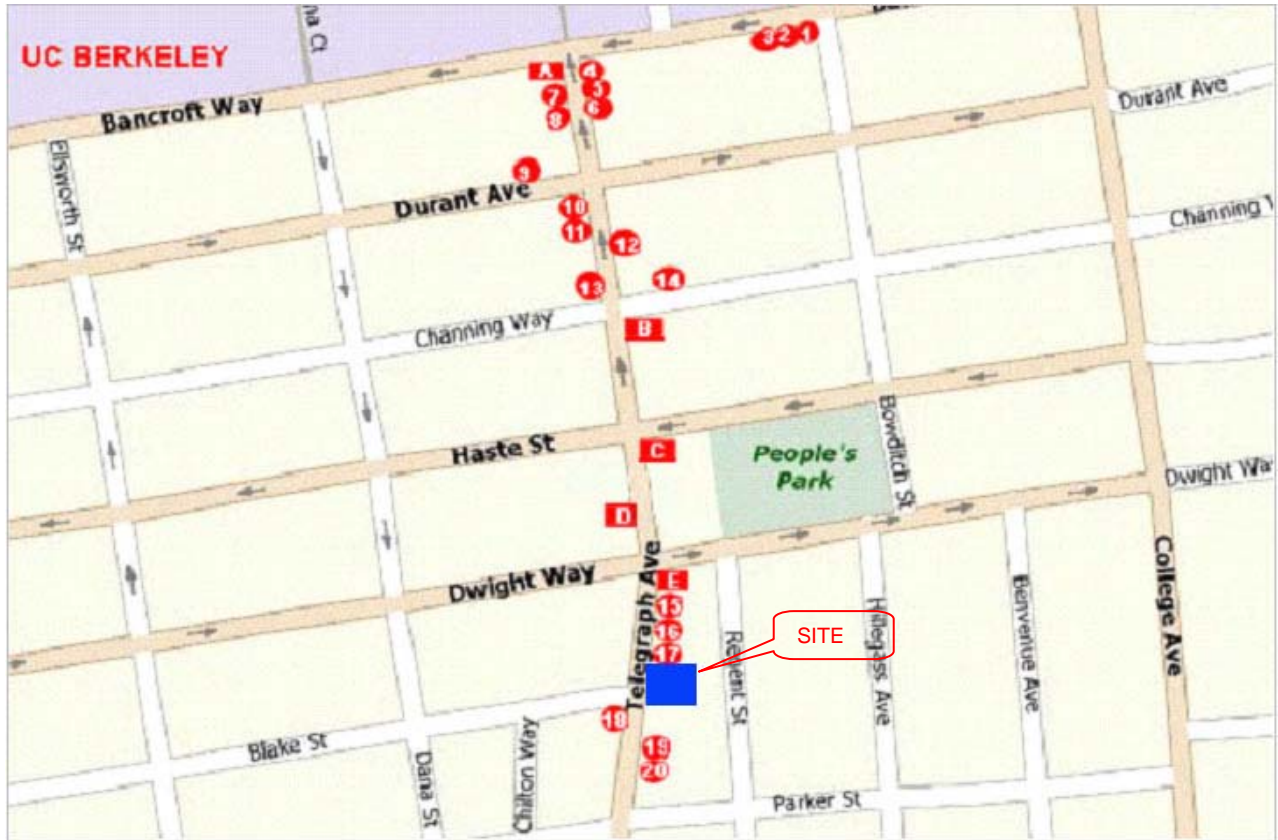 na Ct
UC BERKELEY
3 2 1
A
4
5
6
7
8
Bancroft Way
Durant Ave
Ellsworth St
9
Durant Ave
10
11
12
Channing
13
14
Channing Way
B
Haste St
C
People's
Park
Bowditch St
D
Dwight Wa
Telegraph Ave
Dwight Way
E
15
16
17
SITE
Regent St
Hillegass Ave
Benvenue Ave
College Ave
18
19
20
Blake St
Dana St
Chilton Way
Parker St